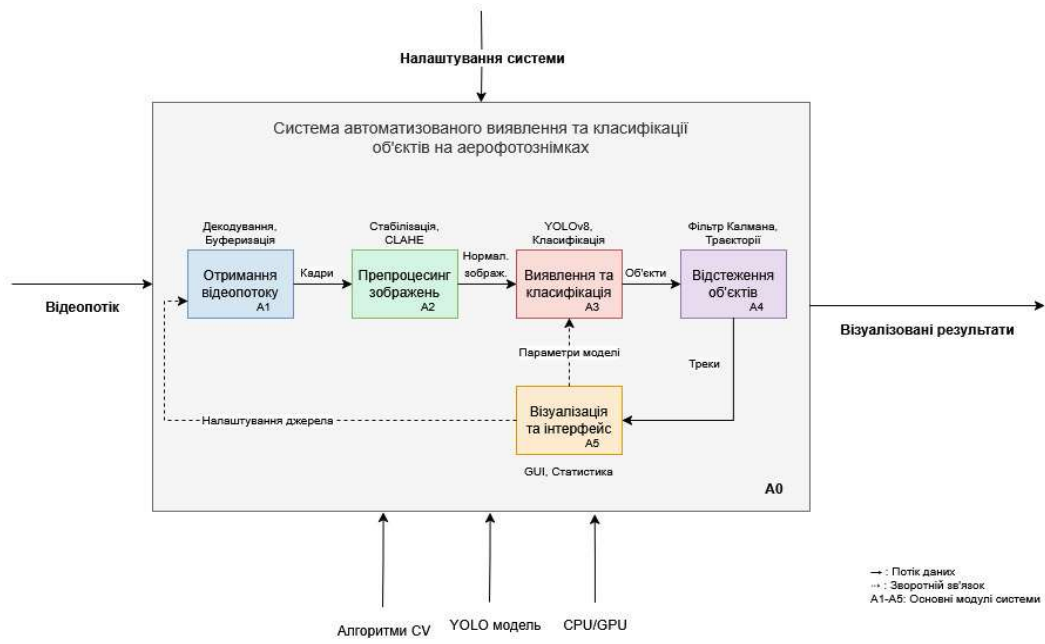 Налаштування системи
Система автоматизованого виявлення та класифікації
об'єктів на аерофотознімках
Декодування,
Буферизація
Стабілізація,
CLAHE
YOLOv8,
Класифікація
Фільтр Калмана,
Траєкторії
Отримання
відеопотоку
A1
Кадри
Препроцесинг
зображень
A2
Нормал.
зображ.
Виявлення та
класифікація
A3
Об'єкти
Відстеження
об'єктів
A4
Відеопотік
Візуалізовані результати
Параметри моделі
Треки
Налаштування джерела
Візуалізація
та інтерфейс
A5
GUI, Статистика
A0
→ : Потік даних
⇢ : Зворотній зв'язок
A1-A5: Основні модулі системи
Алгоритми CV
YOLO модель
CPU/GPU